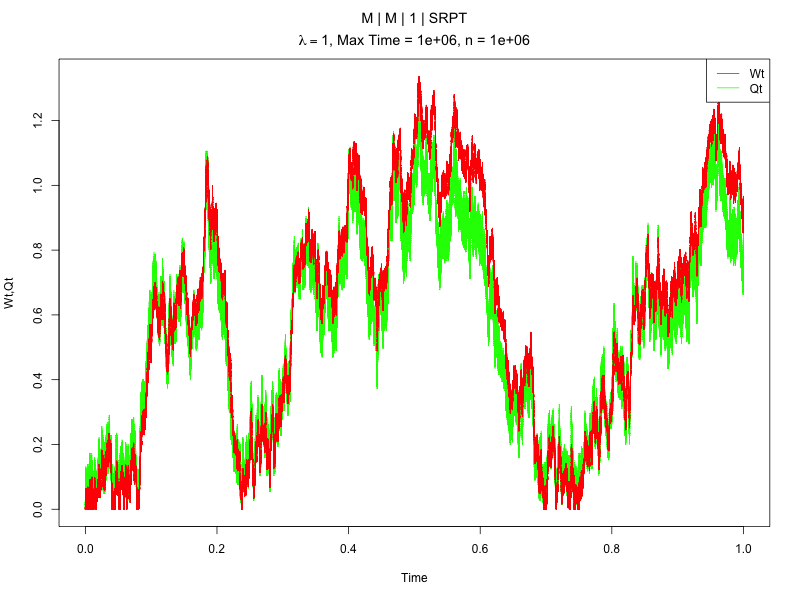 M | M | 1 | SRPT
λ = 1, Max Time = 1e+06, n = 1e+06
Wt
Qt
Wt,Qt
1.2
1.0
0.8
0.6
0.4
0.2
0.0
0.0 0.2 0.4 0.6 0.8 1.0
Time